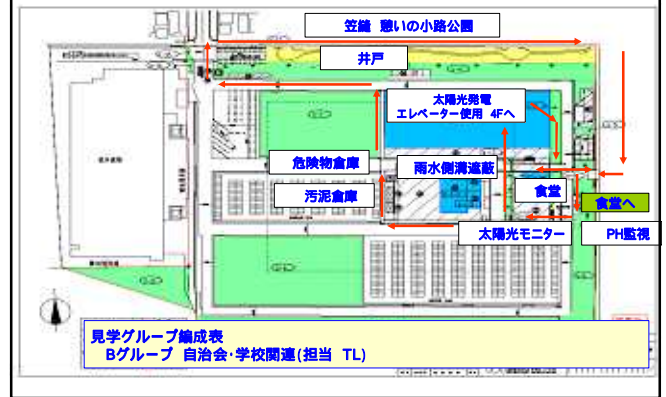 笠縫 憩いの小路公園
井戸
太陽光発電
エレベーター使用 4Fへ
危険物倉庫
雨水側溝遮蔽
汚泥倉庫
食堂
食堂へ
太陽光モニター
PH監視
見学グループ編成表
Bグループ 自治会・学校関連(担当 TL)